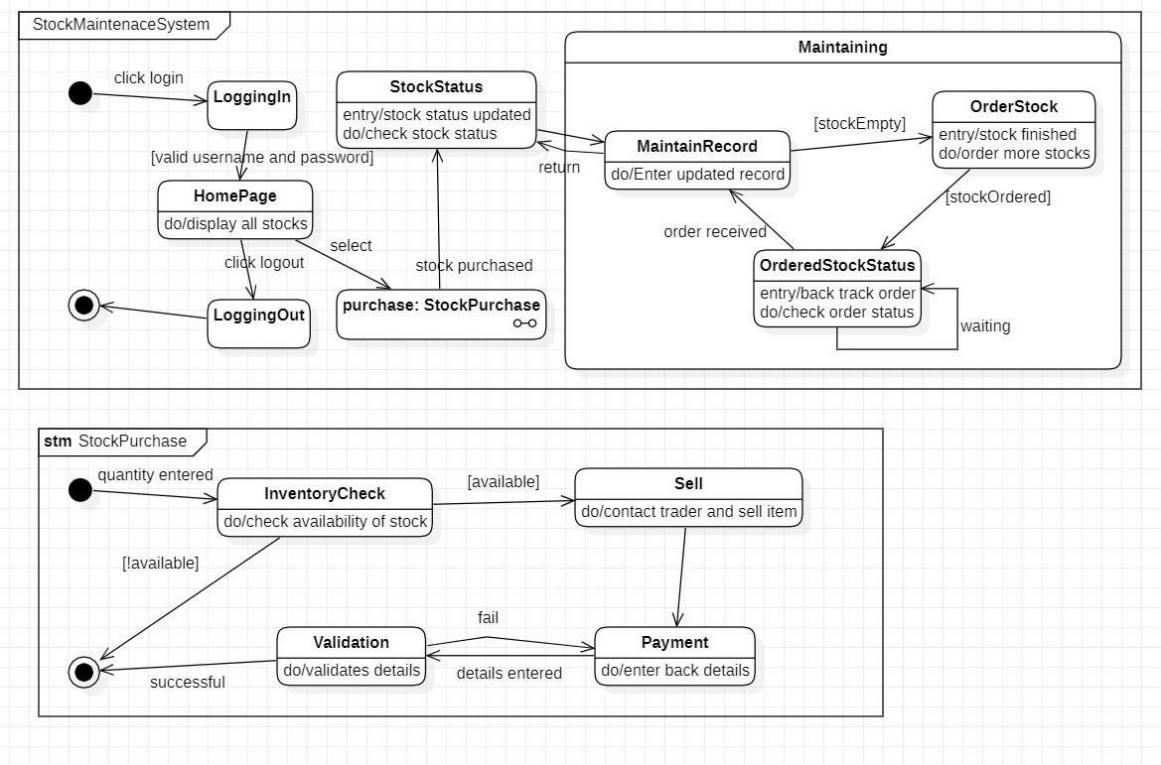 StockMaintenaceSystem
click login
LoggingIn
[valid username and password]
HomePage
do/display all stocks
click logout
LoggingOut
select
purchase: StockPurchase
stock purchased
StockStatus
entry/stock status updated
do/check stock status
return
Maintaining
MaintainRecord
do/Enter updated record
[stockEmpty]
OrderStock
entry/stock finished
do/order more stocks
[stockOrdered]
order received
OrderedStockStatus
entry/back track order
do/check order status
waiting
stm StockPurchase
quantity entered
InventoryCheck
do/check availability of stock
[available]
Sell
do/contact trader and sell item
[!available]
Validation
do/validates details
fail
Payment
do/enter back details
details entered
successful